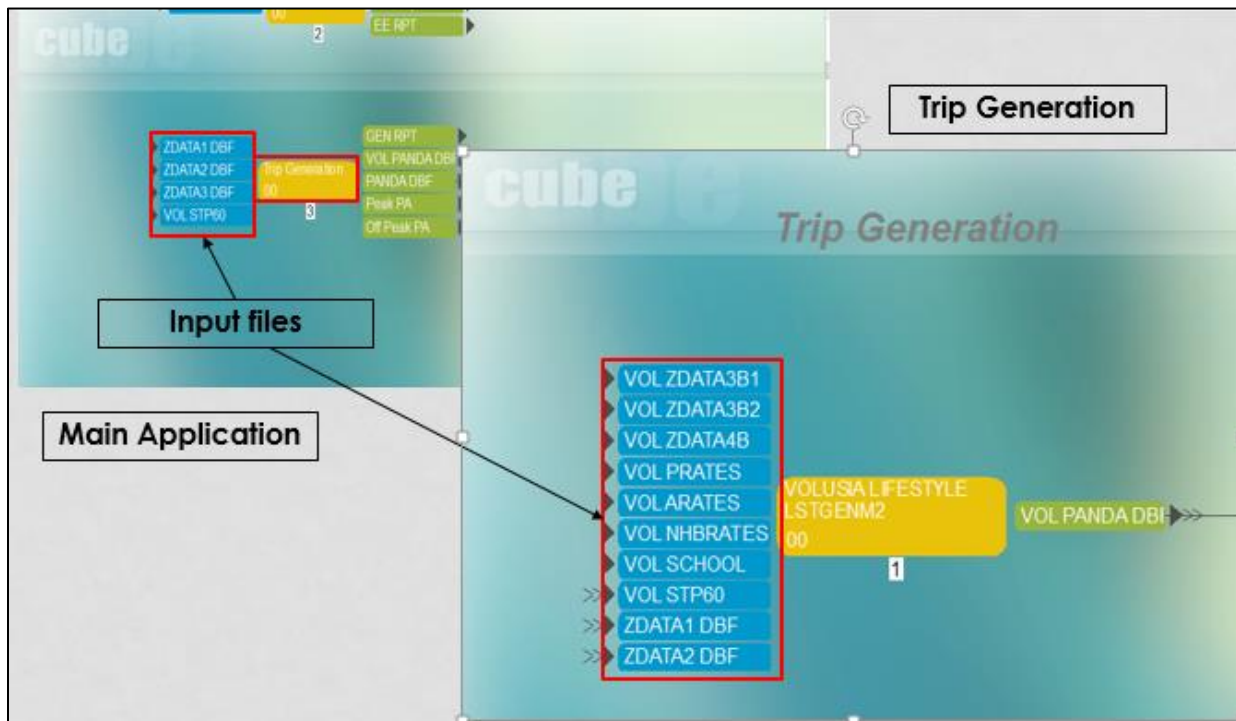 00
2
EE RPT
cube
ZDATA1 DBF
ZDATA2 DBF
ZDATA3 DBF
VOL STP60
Trip Generation
00
3
GEN RPT
VOL PANDA DBF
PANDA DBF
Peak PA
Off Peak PA
Input files
Main Application
Trip Generation
cube
Trip Generation
VOL ZDATA3B1
VOL ZDATA3B2
VOL ZDATA4B
VOL PRATES
VOL ARATES
VOL NHBRATES
VOL SCHOOL
VOL STP60
ZDATA1 DBF
ZDATA2 DBF
VOLUSIA LIFESTYLE
LSTGENM2
00
1
VOL PANDA DBF